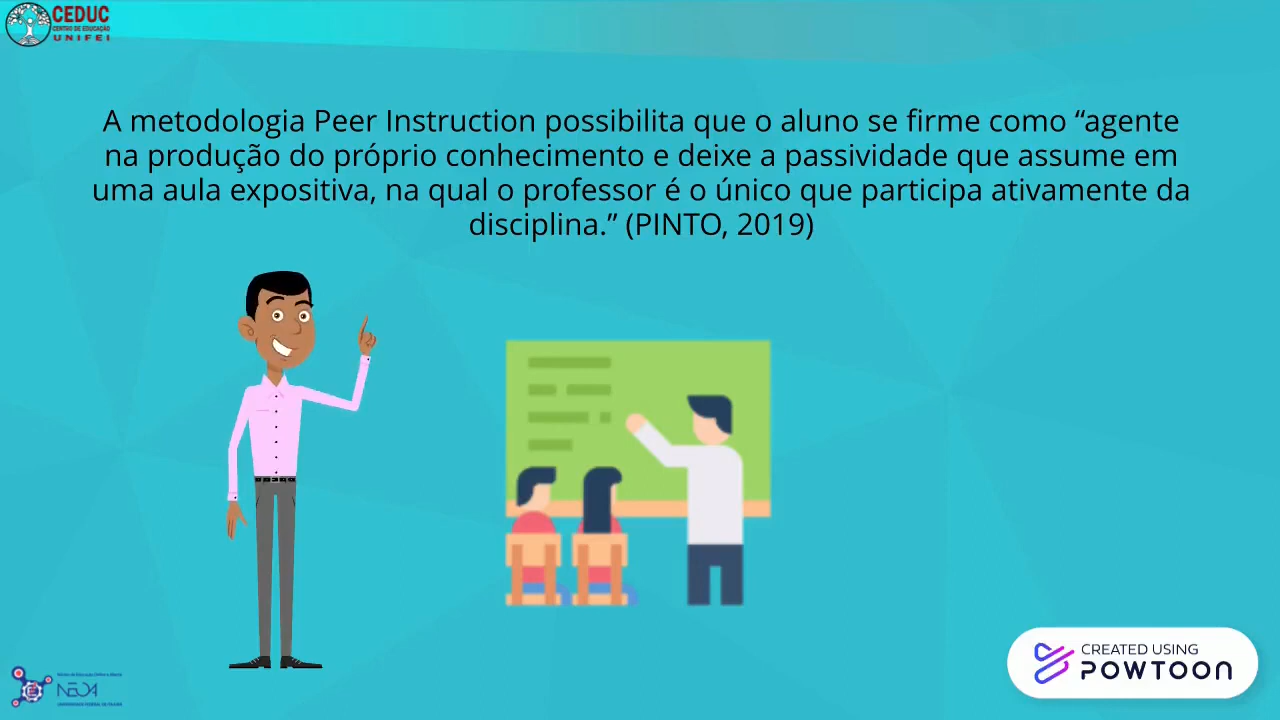 CEDUC
CENTRO DE EDUCAÇÃO
UNIFEI
A metodologia Peer Instruction possibilita que o aluno se firme como “agente
na produção do próprio conhecimento e deixe a passividade que assume em
uma aula expositiva, na qual o professor é o único que participa ativamente da
disciplina.” (PINTO, 2019)
CREATED USING
POWTOON